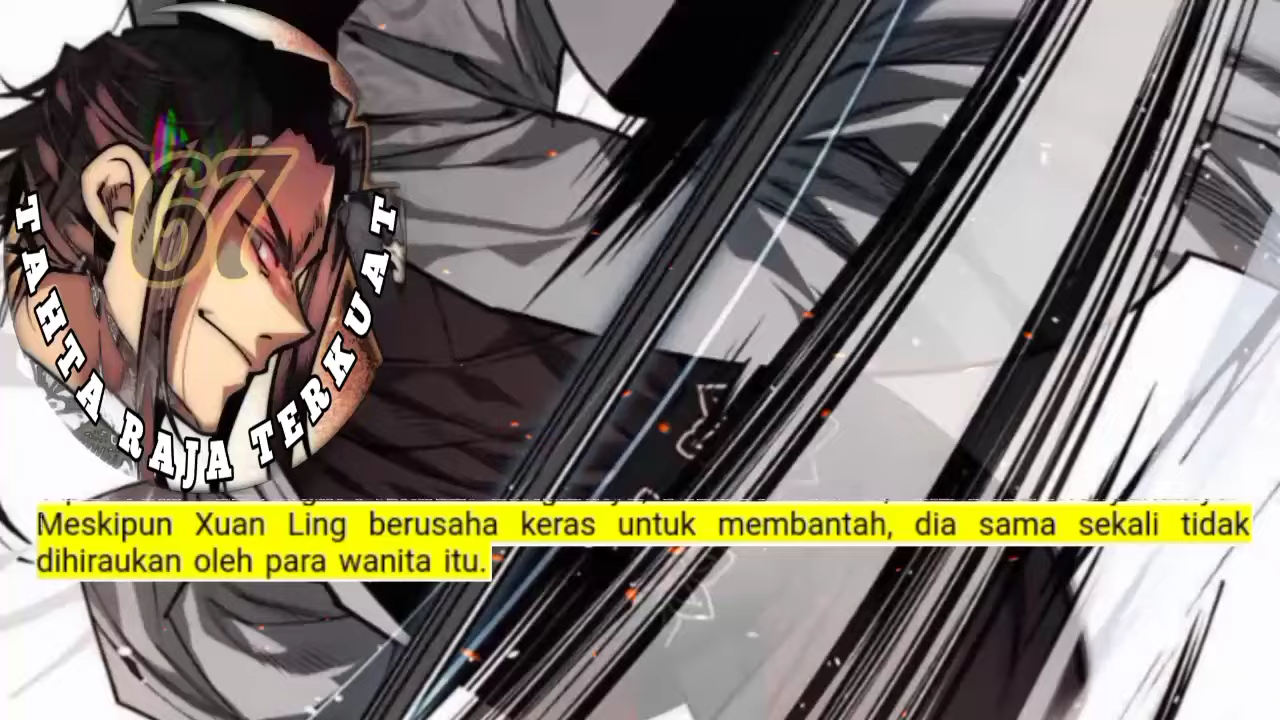 67
TAHTA RAJA TERKUAT
Meskipun Xuan Ling berusaha keras untuk membantah, dia sama sekali tidak
dihiraukan oleh para wanita itu.